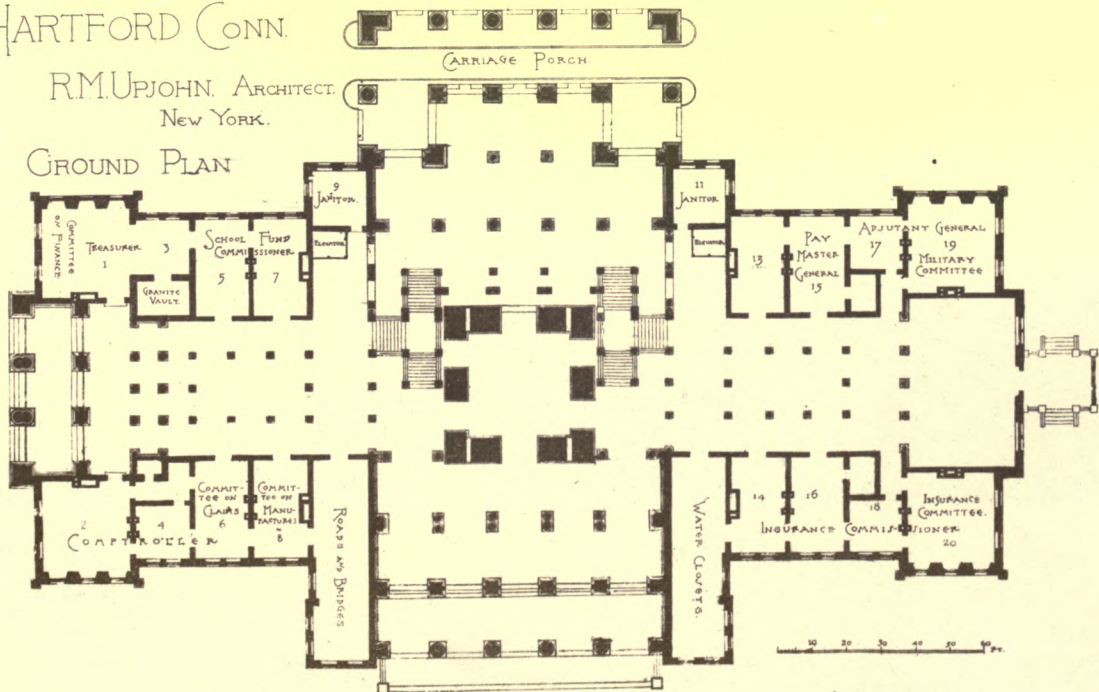 HARTFORD CONN.
R.M. UPJOHN, ARCHITECT.
NEW YORK.
GROUND PLAN
CARRIAGE PORCH
9
JANITOR.
ELEVATOR
11
JANITOR
ELEVATOR
COMMITTEE
ON FINANCE
TREASURER
1
3
GRANITE
VAULT.
SCHOOL FUND
COMMISSIONER
5
7
13
PAY
MASTER
GENERAL
15
ADJUTANT GENERAL
17
19
MILITARY
COMMITTEE
2
4
COMPTROLLER
COMMIT-
TEE ON
CLAIMS
6
COMMIT-
TEE ON
MANU-
FACTURES
8
ROADS AND BRIDGES
WATER CLOSETS.
14
16
18
INSURANCE COMMISSIONER
INSURANCE
COMMITTEE.
20
10 20 30 40 50 60 FT.